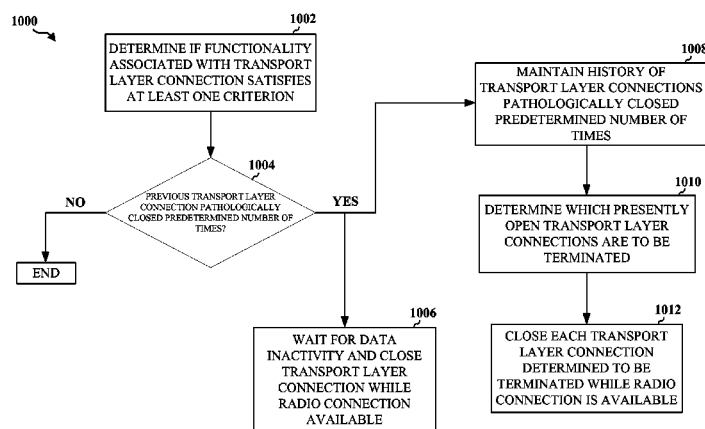 1000
1002
DETERMINE IF FUNCTIONALITY
ASSOCIATED WITH TRANSPORT
LAYER CONNECTION SATISFIES
AT LEAST ONE CRITERION
1004
PREVIOUS TRANSPORT LAYER
CONNECTION PATHOLOGICALLY
CLOSED PREDETERMINED NUMBER OF
TIMES?
NO
YES
END
1006
WAIT FOR DATA
INACTIVITY AND CLOSE
TRANSPORT LAYER
CONNECTION WHILE
RADIO CONNECTION
AVAILABLE
1008
MAINTAIN HISTORY OF
TRANSPORT LAYER CONNECTIONS
PATHOLOGICALLY CLOSED
PREDETERMINED NUMBER OF
TIMES
1010
DETERMINE WHICH PRESENTLY
OPEN TRANSPORT LAYER
CONNECTIONS ARE TO BE
TERMINATED
1012
CLOSE EACH TRANSPORT
LAYER CONNECTION
DETERMINED TO BE
TERMINATED WHILE RADIO
CONNECTION IS AVAILABLE